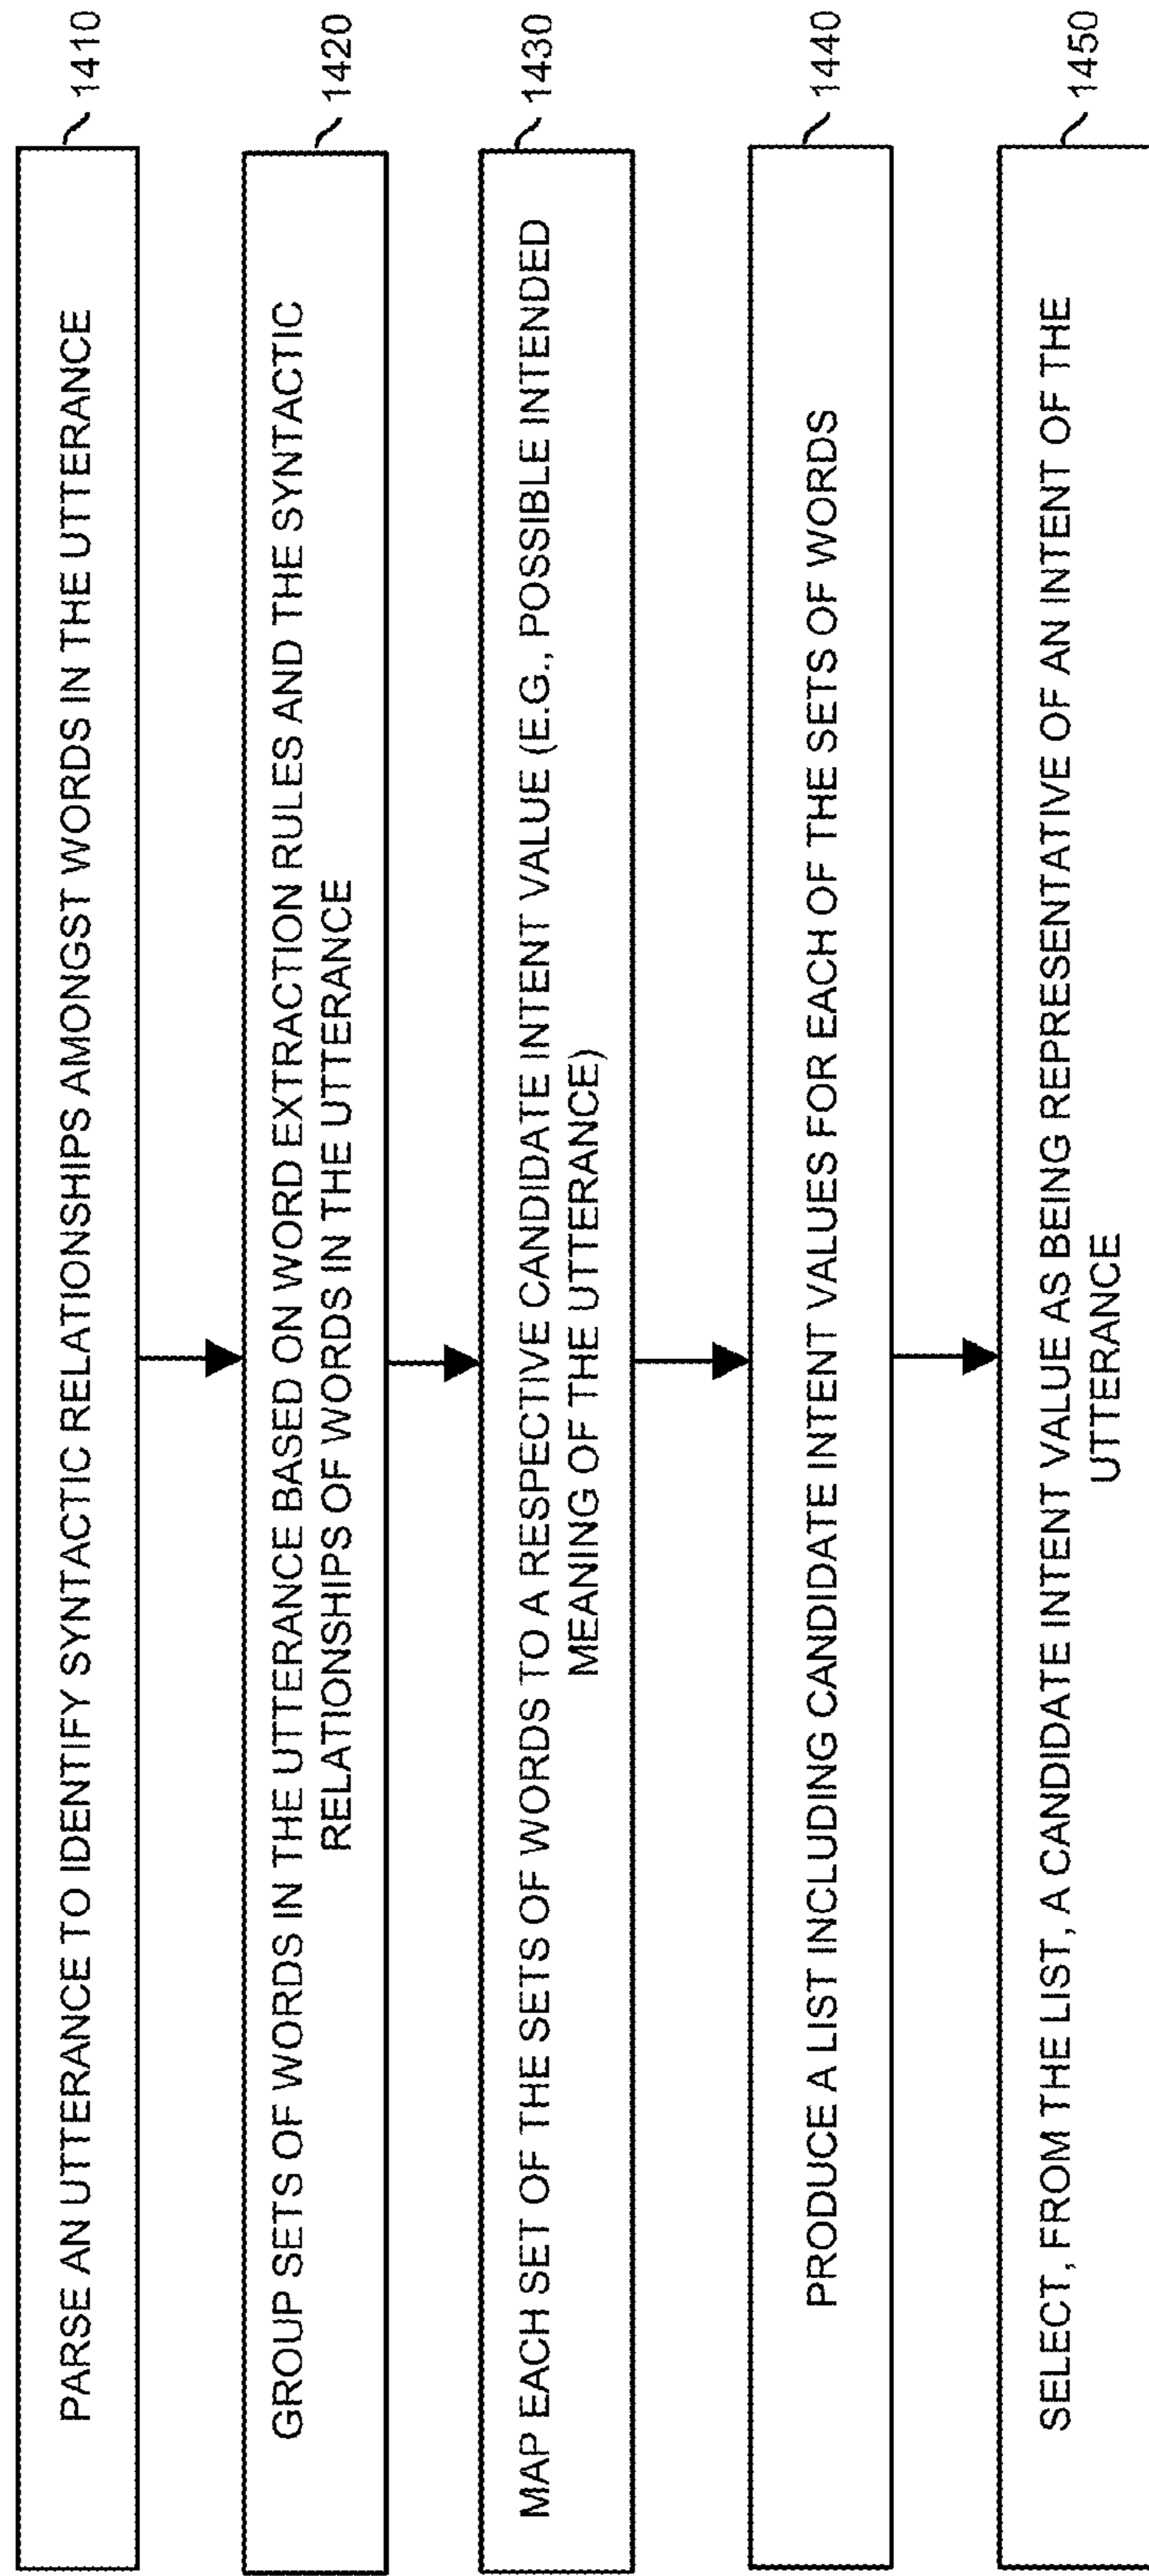 PARSE AN UTTERANCE TO IDENTIFY SYNTACTIC RELATIONSHIPS AMONGST WORDS IN THE UTTERANCE
1410
GROUP SETS OF WORDS IN THE UTTERANCE BASED ON WORD EXTRACTION RULES AND THE SYNTACTIC
RELATIONSHIPS OF WORDS IN THE UTTERANCE
1420
MAP EACH SET OF THE SETS OF WORDS TO A RESPECTIVE CANDIDATE INTENT VALUE (E.G., POSSIBLE INTENDED
MEANING OF THE UTTERANCE)
1430
PRODUCE A LIST INCLUDING CANDIDATE INTENT VALUES FOR EACH OF THE SETS OF WORDS
1440
SELECT, FROM THE LIST, A CANDIDATE INTENT VALUE AS BEING REPRESENTATIVE OF AN INTENT OF THE
UTTERANCE
1450